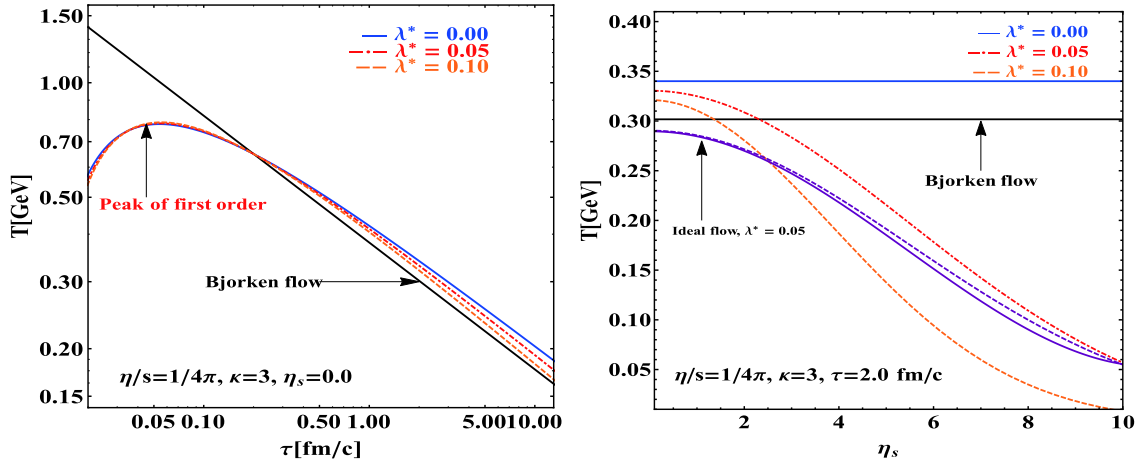 1.50
1.00
0.70
0.50
0.30
0.20
0.15
T[GeV]
λ* = 0.00
λ* = 0.05
λ* = 0.10
Peak of first order
Bjorken flow
η/s=1/4π, κ=3, ηs=0.0
0.05 0.10 0.50 1.00 5.00 10.00
τ[fm/c]
0.40
0.35
0.30
0.25
0.20
0.15
0.10
0.05
T[GeV]
λ* = 0.00
λ* = 0.05
λ* = 0.10
Bjorken flow
Ideal flow, λ* = 0.05
η/s=1/4π, κ=3, τ=2.0 fm/c
2 4 6 8 10
ηs